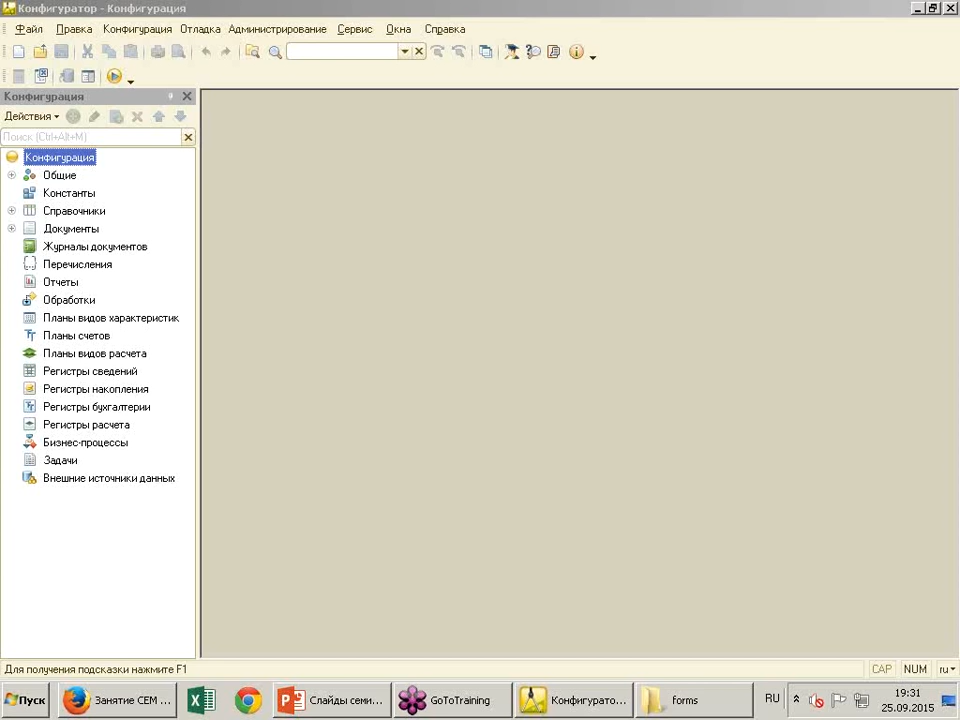 Конфигуратор - Конфигурация
Файл Правка Конфигурация Отладка Администрирование Сервис Окна Справка
Конфигурация
Действия
Поиск (Ctrl+Alt+M)
Конфигурация
Общие
Константы
Справочники
Документы
Журналы документов
Перечисления
Отчеты
Обработки
Планы видов характеристик
Планы счетов
Планы видов расчета
Регистры сведений
Регистры накопления
Регистры бухгалтерии
Регистры расчета
Бизнес-процессы
Задачи
Внешние источники данных
Для получения подсказки нажмите F1
CAP NUM ru
Пуск Занятие СЕМ ... Слайды семи... GoToTraining Конфигурато... forms RU 19:31
25.09.2015